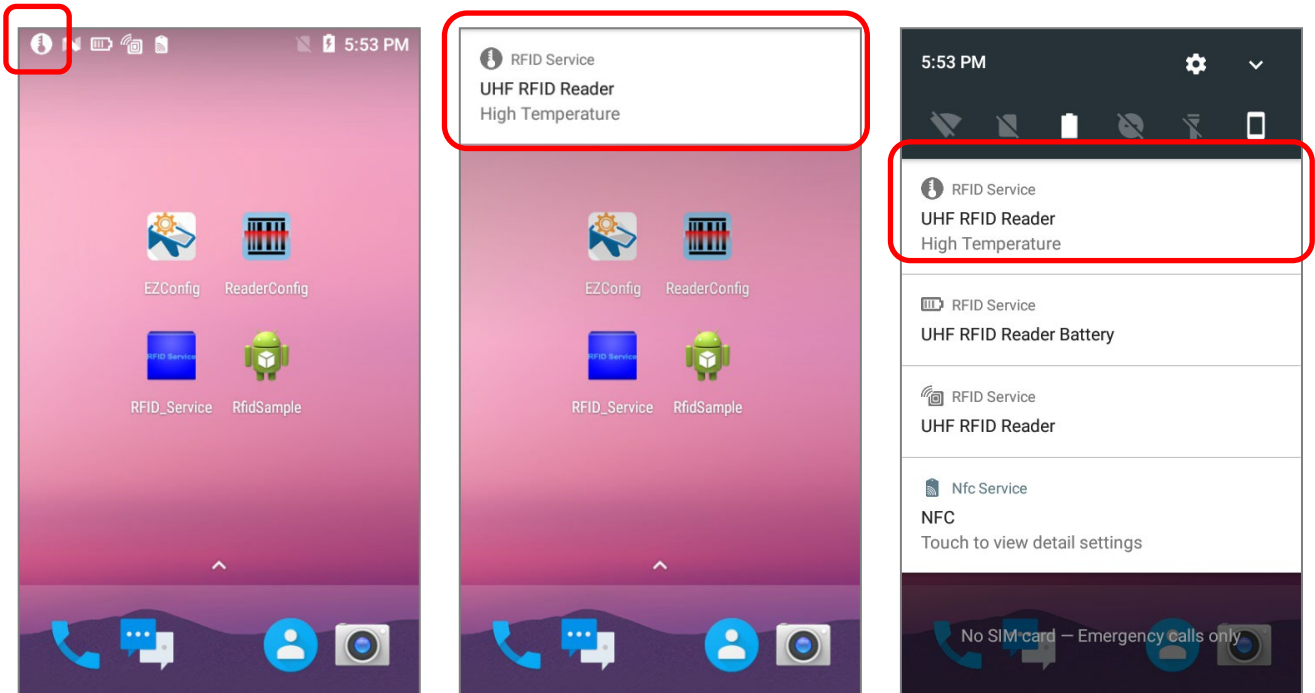 5:53 PM
EZConfig
ReaderConfig
RFID Service
RFID_Service
RfidSample
RFID Service
UHF RFID Reader
High Temperature
EZConfig
ReaderConfig
RFID Service
RFID_Service
RfidSample
5:53 PM
RFID Service
UHF RFID Reader
High Temperature
RFID Service
UHF RFID Reader Battery
RFID Service
UHF RFID Reader
Nfc Service
NFC
Touch to view detail settings
No SIM card — Emergency calls only